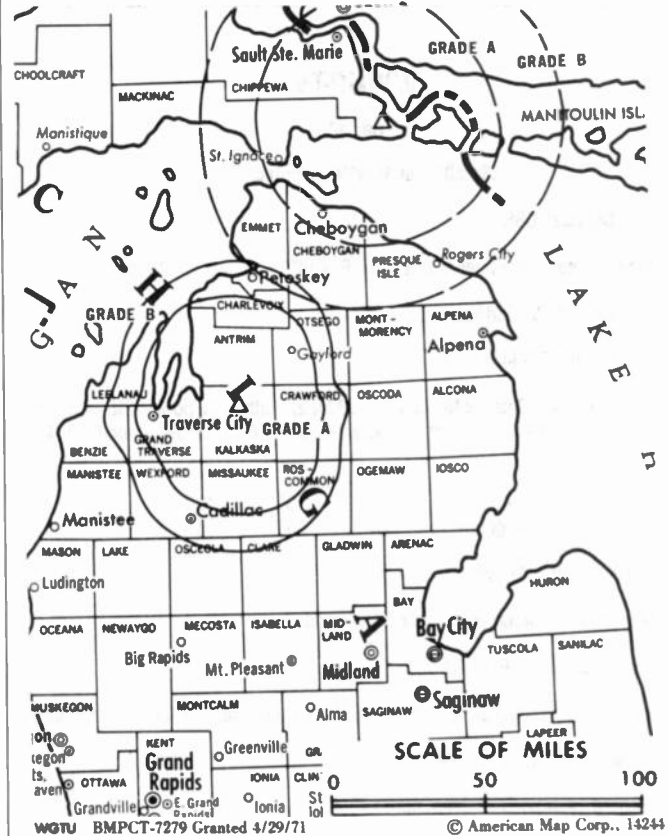 Sault Ste. Marie
GRADE A
GRADE B
CHOOLCRAFT
CHIPPEWA
MACKINAC
MANITOULIN ISL.
Manistique
St. Ignace
EMMET
Cheboygan
CHEBOYGAN
PRESQUE
ISLE
Rogers City
Petoskey
LAKE
MICHIGAN
GRADE B
CHARLEVOIX
OTSEGO
MONT-
MORENCY
ALPENA
ANTRIM
Gaylord
Alpena
LEELANAU
CRAWFORD
OSCODA
ALCONA
Traverse City
GRADE A
GRAND
TRAVERSE
BENZIE
KALKASKA
MANISTEE
WEXFORD
MISSAUKEE
ROS-
COMMON
OGEMAW
IOSCO
Cadillac
Manistee
MASON
LAKE
OSCEOLA
CLARE
GLADWIN
ARENAC
Ludington
HURON
BAY
OCEANA
NEWAYGO
MECOSTA
ISABELLA
MID-
LAND
Bay City
Big Rapids
TUSCOLA
SANILAC
Mt. Pleasant
Midland
MUSKEGON
MONTCALM
Alma
SAGINAW
Saginaw
LAPEER
KENT
Greenville
GR
SCALE OF MILES
Grand
Rapids
OTTAWA
IONIA
CLIN
0 50 100
Grandville
E. Grand
Rapids
Ionia
WGTU BMPCT-7279 Granted 4/29/71
© American Map Corp., 14244